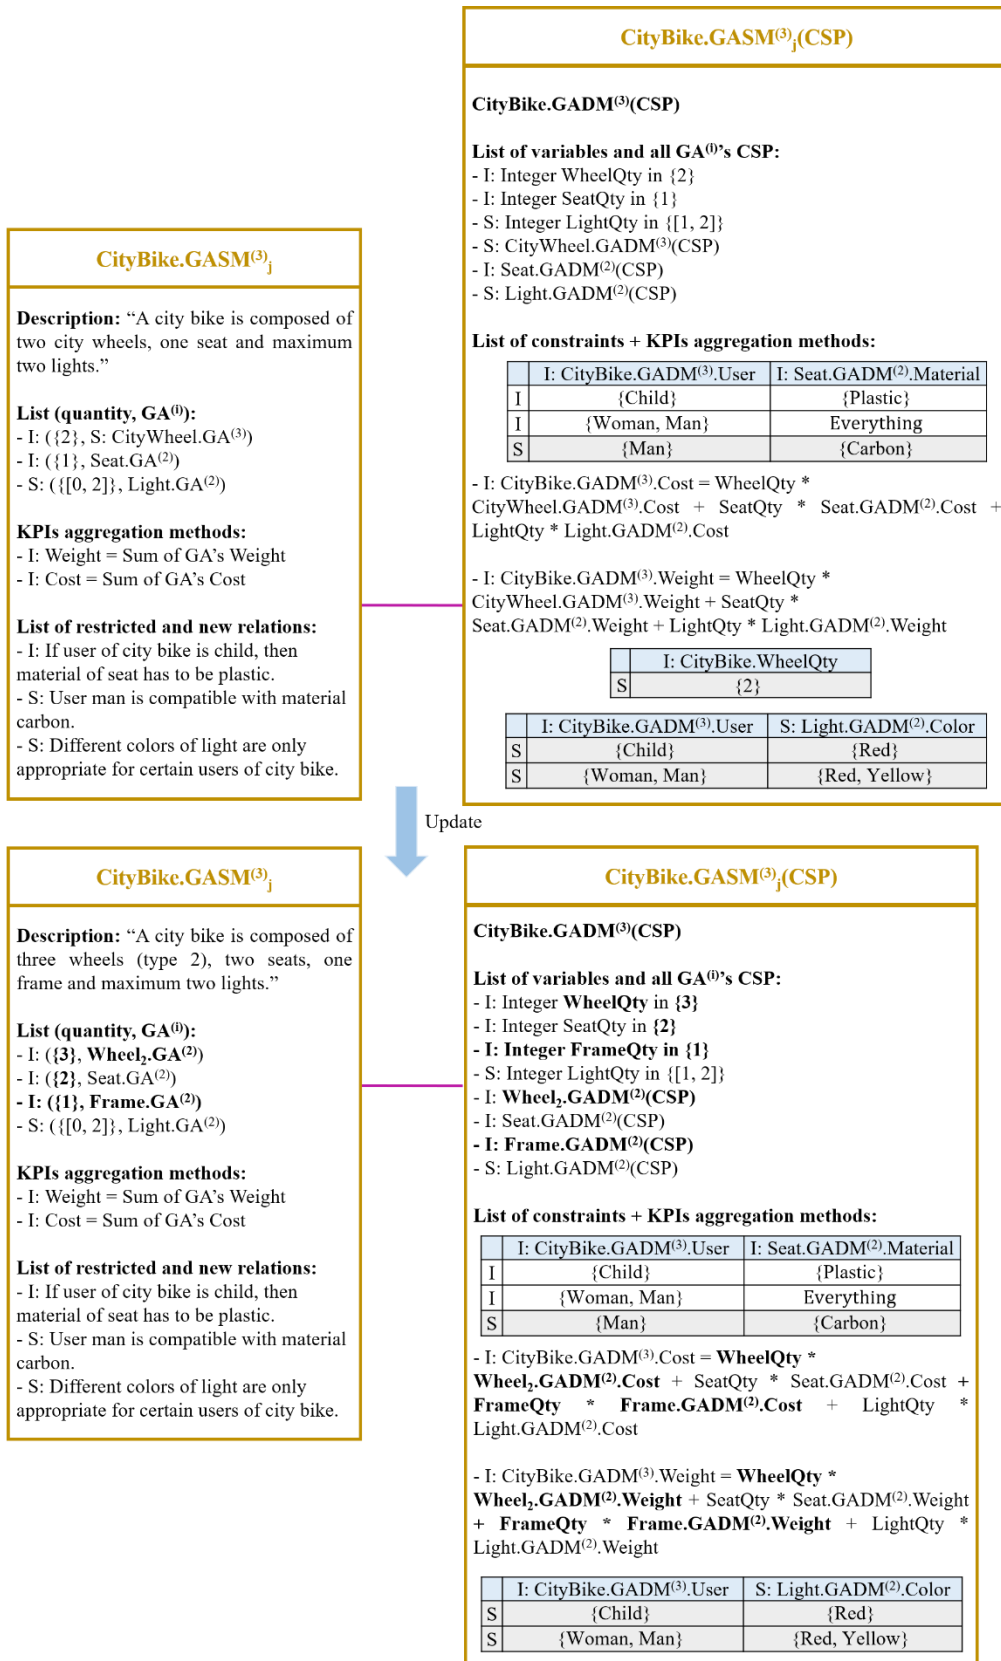 CityBike.GASM⁽³⁾ⱼ(CSP)
CityBike.GADM⁽³⁾(CSP)
List of variables and all GA⁽ⁱ⁾’s CSP:
- I: Integer WheelQty in {2}
- I: Integer SeatQty in {1}
- S: Integer LightQty in {[1, 2]}
- S: CityWheel.GADM⁽³⁾(CSP)
- I: Seat.GADM⁽²⁾(CSP)
- S: Light.GADM⁽²⁾(CSP)
List of constraints + KPIs aggregation methods:
I: CityBike.GADM⁽³⁾.User I: Seat.GADM⁽²⁾.Material
I {Child} {Plastic}
I {Woman, Man} Everything
S {Man} {Carbon}
- I: CityBike.GADM⁽³⁾.Cost = WheelQty *
CityWheel.GADM⁽³⁾.Cost + SeatQty * Seat.GADM⁽²⁾.Cost +
LightQty * Light.GADM⁽²⁾.Cost
- I: CityBike.GADM⁽³⁾.Weight = WheelQty *
CityWheel.GADM⁽³⁾.Weight + SeatQty *
Seat.GADM⁽²⁾.Weight + LightQty * Light.GADM⁽²⁾.Weight
I: CityBike.WheelQty
S {2}
I: CityBike.GADM⁽³⁾.User S: Light.GADM⁽²⁾.Color
S {Child} {Red}
S {Woman, Man} {Red, Yellow}
CityBike.GASM⁽³⁾ⱼ
Description: “A city bike is composed of
two city wheels, one seat and maximum
two lights.”
List (quantity, GA⁽ⁱ⁾):
- I: ({2}, S: CityWheel.GA⁽³⁾)
- I: ({1}, Seat.GA⁽²⁾)
- S: ({[0, 2]}, Light.GA⁽²⁾)
KPIs aggregation methods:
- I: Weight = Sum of GA’s Weight
- I: Cost = Sum of GA’s Cost
List of restricted and new relations:
- I: If user of city bike is child, then
material of seat has to be plastic.
- S: User man is compatible with material
carbon.
- S: Different colors of light are only
appropriate for certain users of city bike.
Update
CityBike.GASM⁽³⁾ⱼ
Description: “A city bike is composed of
three wheels (type 2), two seats, one
frame and maximum two lights.”
List (quantity, GA⁽ⁱ⁾):
- I: ({3}, Wheel₂.GA⁽²⁾)
- I: ({2}, Seat.GA⁽²⁾)
- I: ({1}, Frame.GA⁽²⁾)
- S: ({[0, 2]}, Light.GA⁽²⁾)
KPIs aggregation methods:
- I: Weight = Sum of GA’s Weight
- I: Cost = Sum of GA’s Cost
List of restricted and new relations:
- I: If user of city bike is child, then
material of seat has to be plastic.
- S: User man is compatible with material
carbon.
- S: Different colors of light are only
appropriate for certain users of city bike.
CityBike.GASM⁽³⁾ⱼ(CSP)
CityBike.GADM⁽³⁾(CSP)
List of variables and all GA⁽ⁱ⁾’s CSP:
- I: Integer WheelQty in {3}
- I: Integer SeatQty in {2}
- I: Integer FrameQty in {1}
- S: Integer LightQty in {[1, 2]}
- I: Wheel₂.GADM⁽²⁾(CSP)
- I: Seat.GADM⁽²⁾(CSP)
- I: Frame.GADM⁽²⁾(CSP)
- S: Light.GADM⁽²⁾(CSP)
List of constraints + KPIs aggregation methods:
I: CityBike.GADM⁽³⁾.User I: Seat.GADM⁽²⁾.Material
I {Child} {Plastic}
I {Woman, Man} Everything
S {Man} {Carbon}
- I: CityBike.GADM⁽³⁾.Cost = WheelQty *
Wheel₂.GADM⁽²⁾.Cost + SeatQty * Seat.GADM⁽²⁾.Cost +
FrameQty * Frame.GADM⁽²⁾.Cost + LightQty *
Light.GADM⁽²⁾.Cost
- I: CityBike.GADM⁽³⁾.Weight = WheelQty *
Wheel₂.GADM⁽²⁾.Weight + SeatQty * Seat.GADM⁽²⁾.Weight
+ FrameQty * Frame.GADM⁽²⁾.Weight + LightQty *
Light.GADM⁽²⁾.Weight
I: CityBike.GADM⁽³⁾.User S: Light.GADM⁽²⁾.Color
S {Child} {Red}
S {Woman, Man} {Red, Yellow}